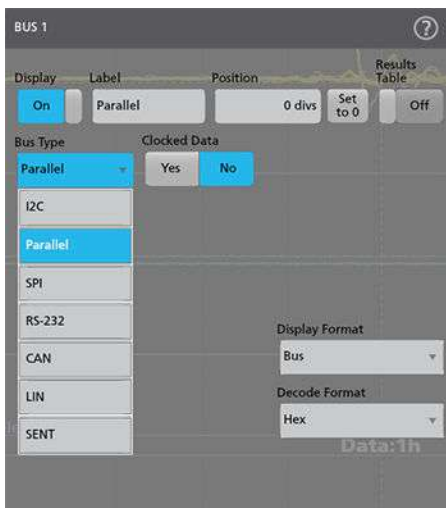 BUS 1
?
Display Label Position Results Table
On Parallel 0 divs Set to 0 Off
Bus Type Clocked Data
Parallel Yes No
I2C
Parallel
SPI
RS-232
Display Format
CAN
Bus
LIN
Decode Format
Hex
SENT
Data:1h